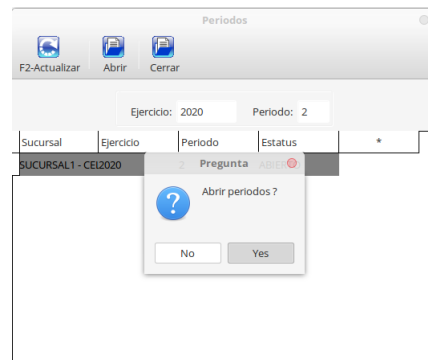 Periodos
F2-Actualizar Abrir Cerrar
Ejercicio: 2020 Periodo: 2
Sucursal Ejercicio Periodo Estatus *
SUCURSAL1 - CEI 2020 2
Pregunta
Abrir periodos ?
No Yes